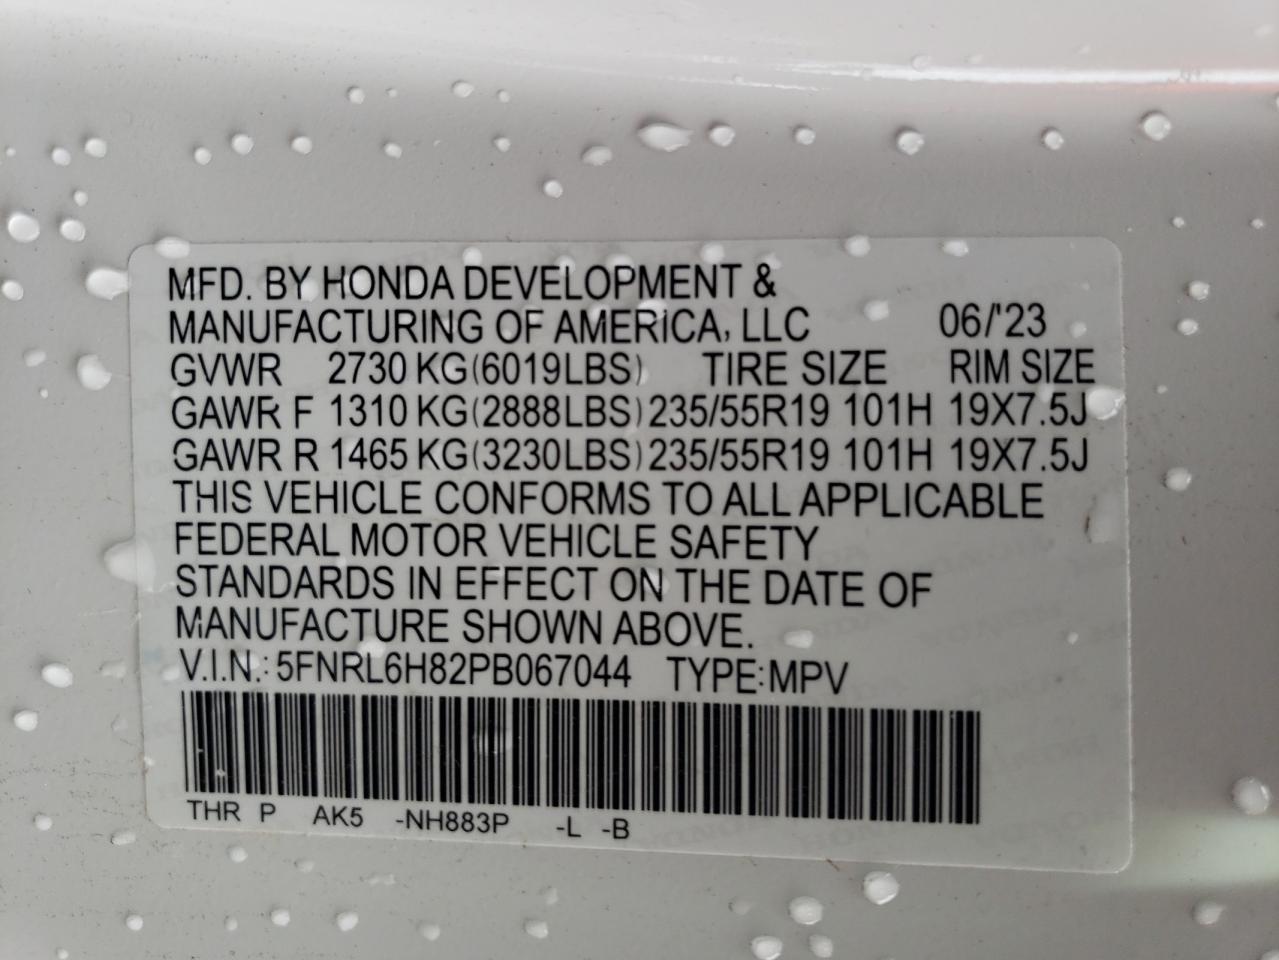 MFD. BY HONDA DEVELOPMENT &
MANUFACTURING OF AMERICA, LLC 06/'23
GVWR 2730 KG(6019LBS) TIRE SIZE RIM SIZE
GAWR F 1310 KG(2888LBS) 235/55R19 101H 19X7.5J
GAWR R 1465 KG(3230LBS) 235/55R19 101H 19X7.5J
THIS VEHICLE CONFORMS TO ALL APPLICABLE
FEDERAL MOTOR VEHICLE SAFETY
STANDARDS IN EFFECT ON THE DATE OF
MANUFACTURE SHOWN ABOVE.
V.I.N.: 5FNRL6H82PB067044 TYPE:MPV
THR P AK5 -NH883P -L -B